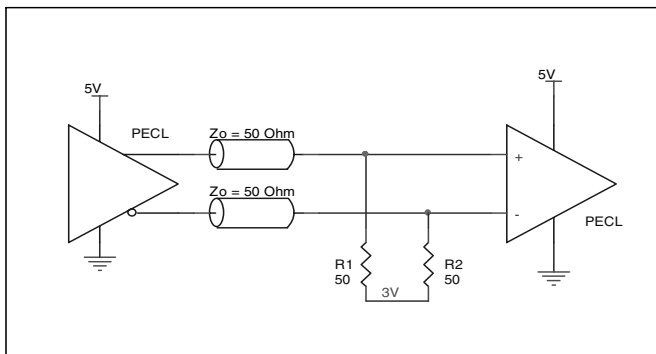 5V
PECL
Zo = 50 Ohm
Zo = 50 Ohm
5V
+
-
PECL
R1
50
R2
50
3V